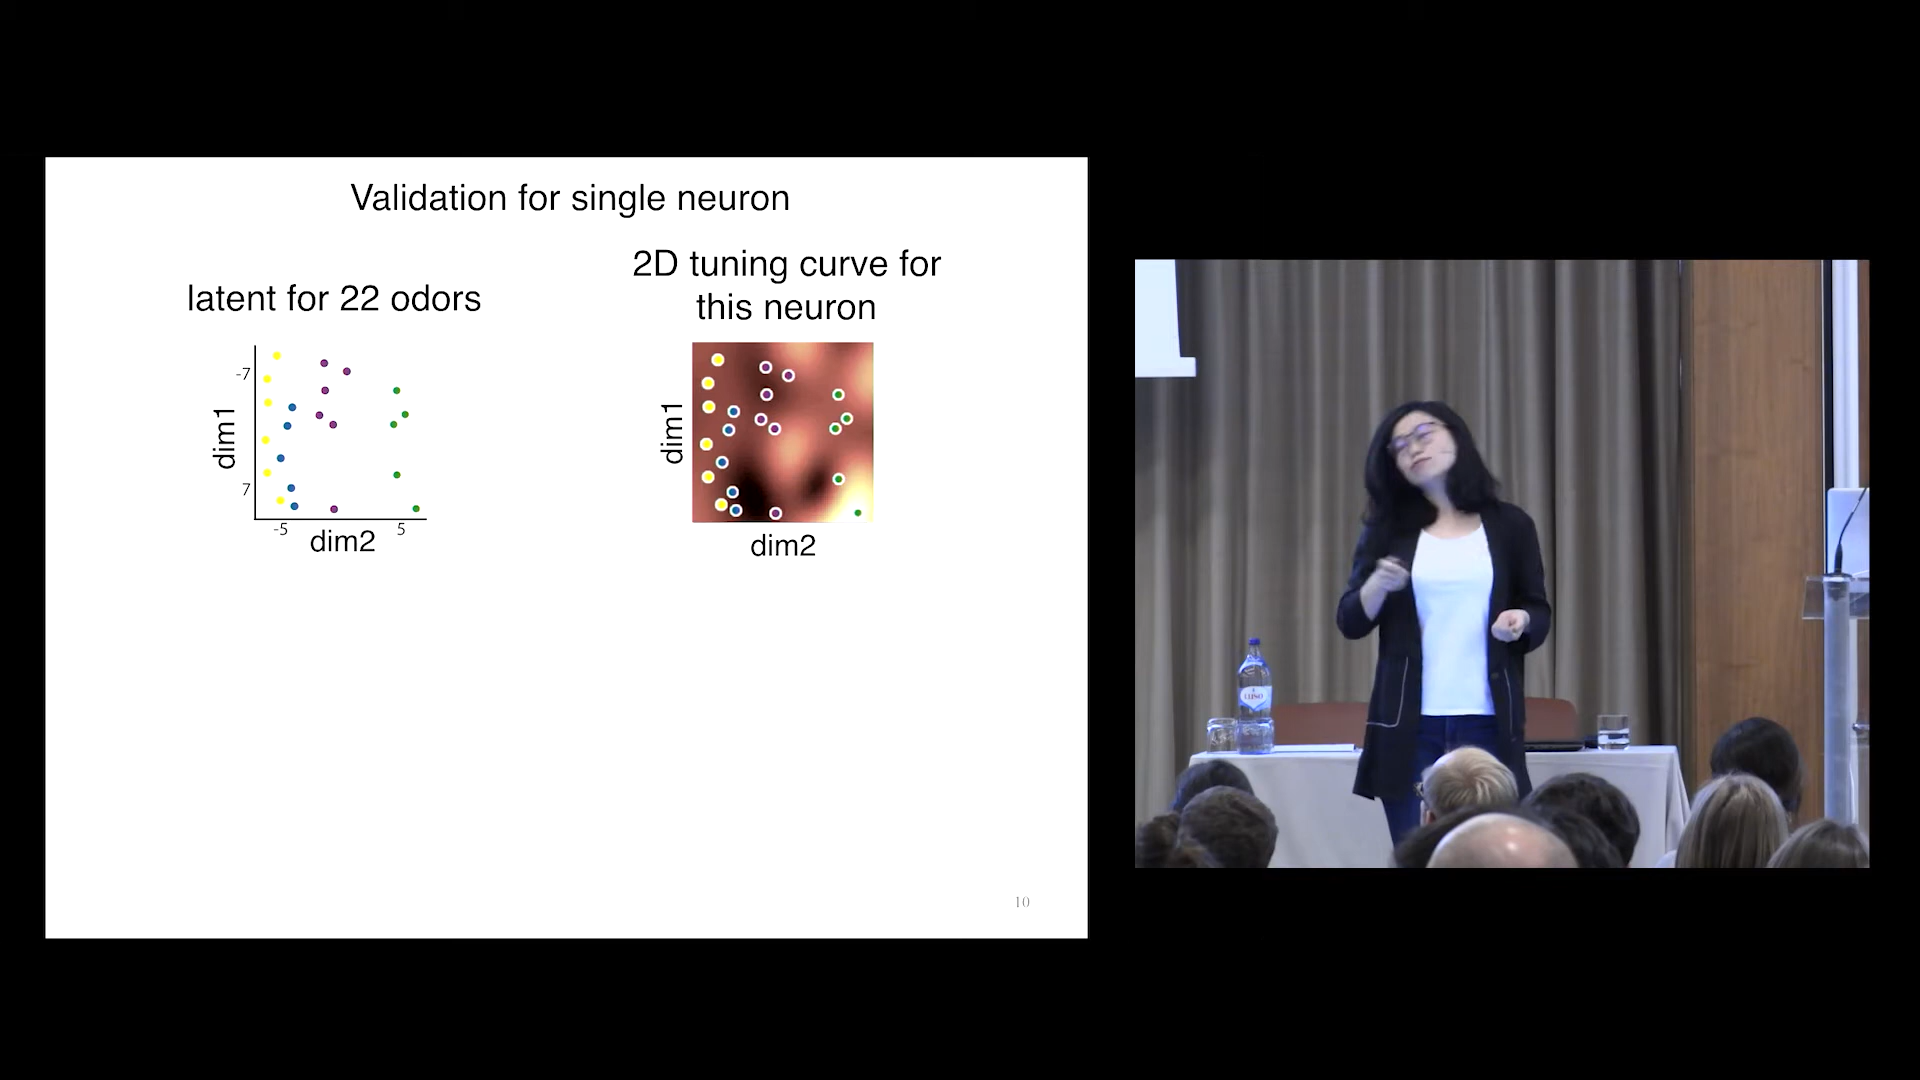 Validation for single neuron
latent for 22 odors
-7
dim1
7
-5
5
dim2
2D tuning curve for
this neuron
dim1
dim2
10
LUSO